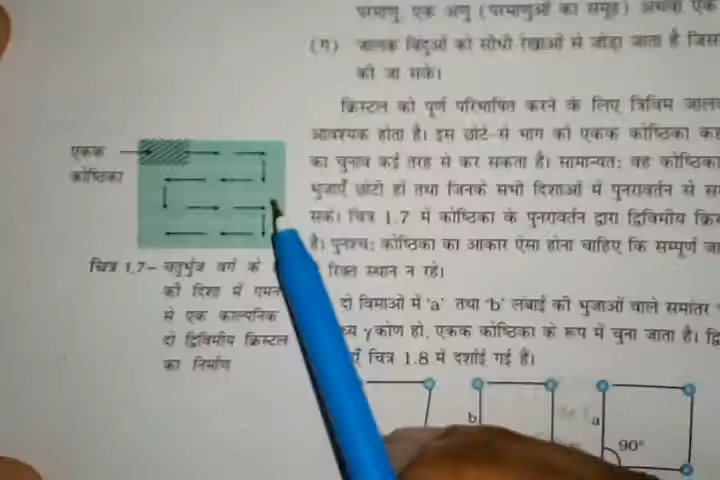 परमाणु, एक अणु (परमाणुओं का समूह) अथवा एक
(ग) जालक बिंदुओं को सीधी रेखाओं से जोड़ा जाता है जिस
की जा सके।
क्रिस्टल को पूर्ण परिभाषित करने के लिए त्रिविम जाल
आवश्यक होता है। इस छोटे-से भाग को एकक कोष्ठिका कह
का चुनाव कई तरह से कर सकता है। सामान्यतः वह कोष्ठिका
भुजाएँ छोटी हों तथा जिनके सभी दिशाओं में पुनरावर्तन से स
सके। चित्र 1.7 में कोष्ठिका के पुनरावर्तन द्वारा द्विविमीय क्रि
है। पुनश्च: कोष्ठिका का आकार ऐसा होना चाहिए कि सम्पूर्ण जा
रिक्त स्थान न रहे।
दो विमाओं में 'a' तथा 'b' लंबाई की भुजाओं वाले समांतर
γ कोण हो, एकक कोष्ठिका के रूप में चुना जाता है।
चित्र 1.8 में दर्शाई गई है।
एकक
कोष्ठिका
चित्र 1.7– चतुर्भुज वर्ग के
की दिशा में गमन
से एक काल्पनिक
दो द्विविमीय क्रिस्टल
का निर्माण
b
a
90°